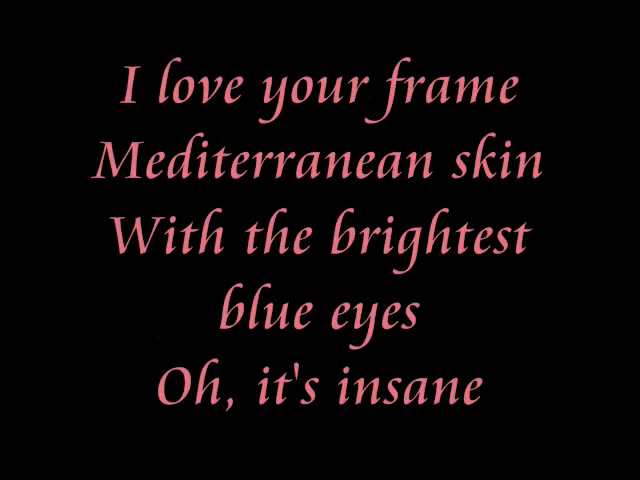 I love your frame
Mediterranean skin
With the brightest
blue eyes
Oh, it's insane